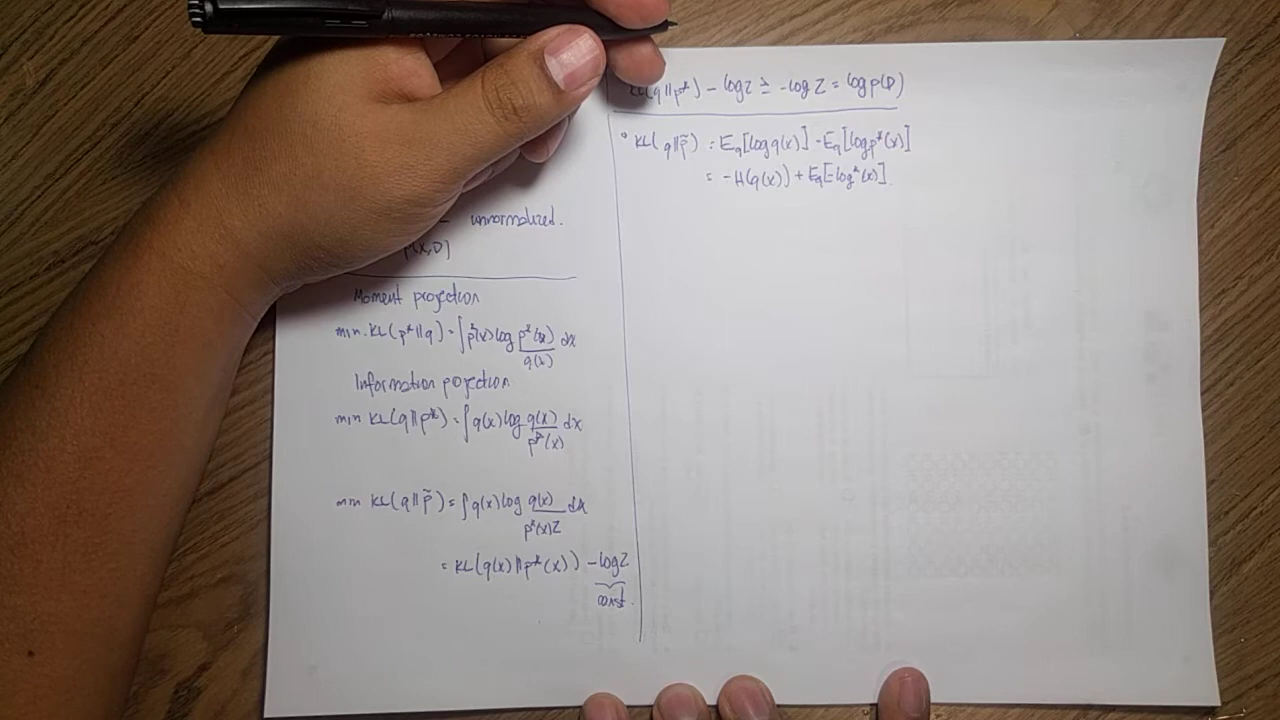 unnormalized.
p(x,D)
Moment projection
min. KL(p*||q) = ∫p*(x) log p*(x)/q(x) dx
Information pojection
min KL(q||p*) = ∫q(x) log q(x)/p*(x) dx
min KL(q||p̃) = ∫q(x) log q(x)/p*(x)Z dx
= KL(q(x)||p*(x)) - log Z
const.
KL(q||p*) - log Z ≥ -log Z = log p(D)
° KL(q||p̃) = E_q[log q(x)] - E_q[log p*(x)]
= -H(q(x)) + E_q[-log*(x)].